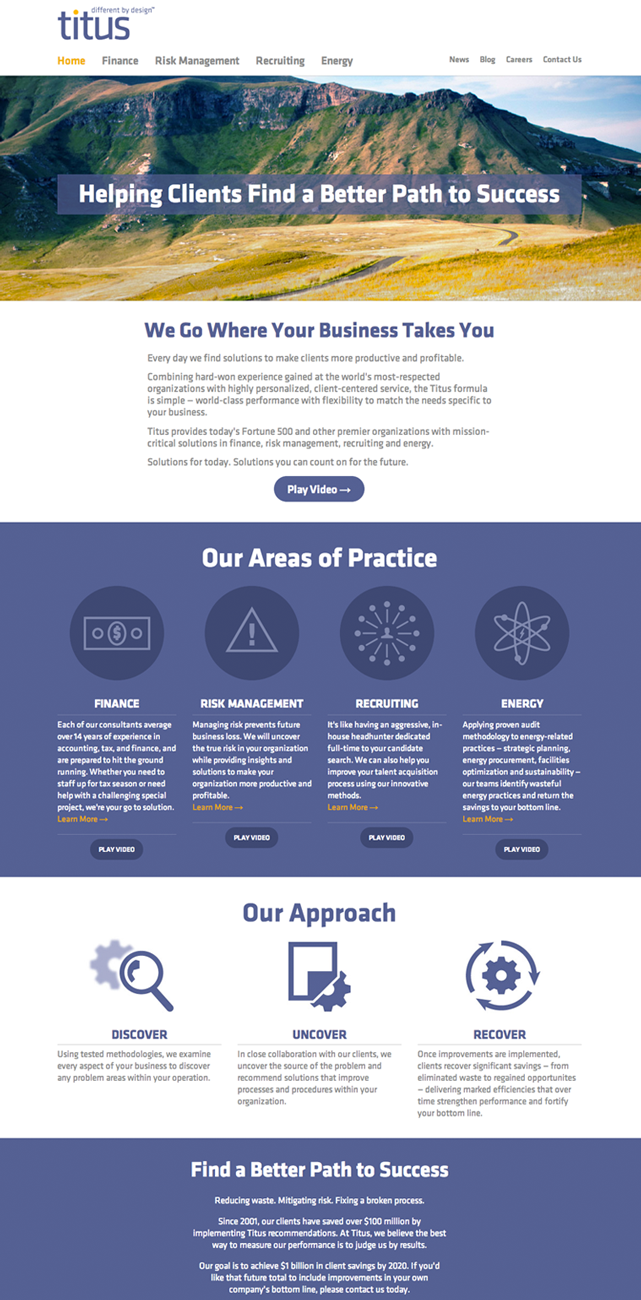 different by design™
titus
Home Finance Risk Management Recruiting Energy
News Blog Careers Contact Us
Helping Clients Find a Better Path to Success
We Go Where Your Business Takes You
Every day we find solutions to make clients more productive and profitable.
Combining hard-won experience gained at the world's most-respected
organizations with highly personalized, client-centered service, the Titus formula
is simple – world-class performance with flexibility to match the needs specific to
your business.
Titus provides today's Fortune 500 and other premier organizations with mission-
critical solutions in finance, risk management, recruiting and energy.
Solutions for today. Solutions you can count on for the future.
Play Video →
Our Areas of Practice
$
!
FINANCE
Each of our consultants average
over 14 years of experience in
accounting, tax, and finance, and
are prepared to hit the ground
running. Whether you need to
staff up for tax season or need
help with a challenging special
project, we're your go to solution.
Learn More →
PLAY VIDEO
RISK MANAGEMENT
Managing risk prevents future
business loss. We will uncover
the true risk in your organization
while providing insights and
solutions to make your
organization more productive and
profitable.
Learn More →
PLAY VIDEO
RECRUITING
It's like having an aggressive, in-
house headhunter dedicated
full-time to your candidate
search. We can also help you
improve your talent acquisition
process using our innovative
methods.
Learn More →
PLAY VIDEO
ENERGY
Applying proven audit
methodology to energy-related
practices – strategic planning,
energy procurement, facilities
optimization and sustainability –
our teams identify wasteful
energy practices and return the
savings to your bottom line.
Learn More →
PLAY VIDEO
Our Approach
DISCOVER
Using tested methodologies, we examine
every aspect of your business to discover
any problem areas within your operation.
UNCOVER
In close collaboration with our clients, we
uncover the source of the problem and
recommend solutions that improve
processes and procedures within your
organization.
RECOVER
Once improvements are implemented,
clients recover significant savings – from
eliminated waste to regained opportunites
– delivering marked efficiencies that over
time strengthen performance and fortify
your bottom line.
Find a Better Path to Success
Reducing waste. Mitigating risk. Fixing a broken process.
Since 2001, our clients have saved over $100 million by
implementing Titus recommendations. At Titus, we believe the best
way to measure our performance is to judge us by results.
Our goal is to achieve $1 billion in client savings by 2020. If you'd
like that future total to include improvements in your own
company's bottom line, please contact us today.